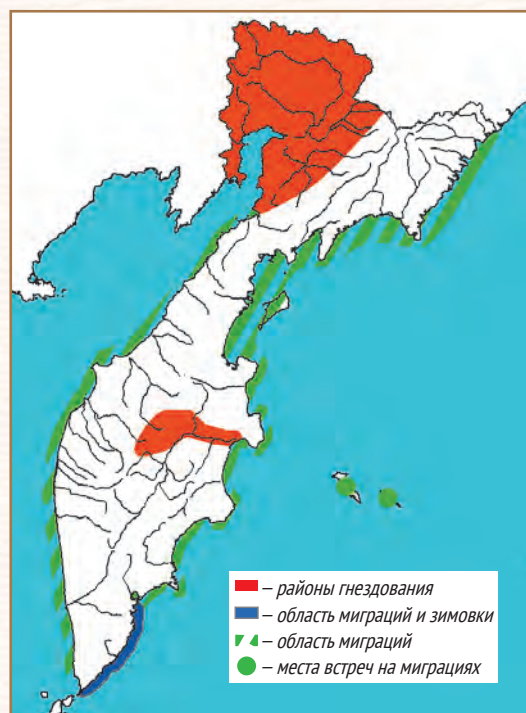 – районы гнездования
– область миграций и зимовки
– область миграций
– места встреч на миграциях